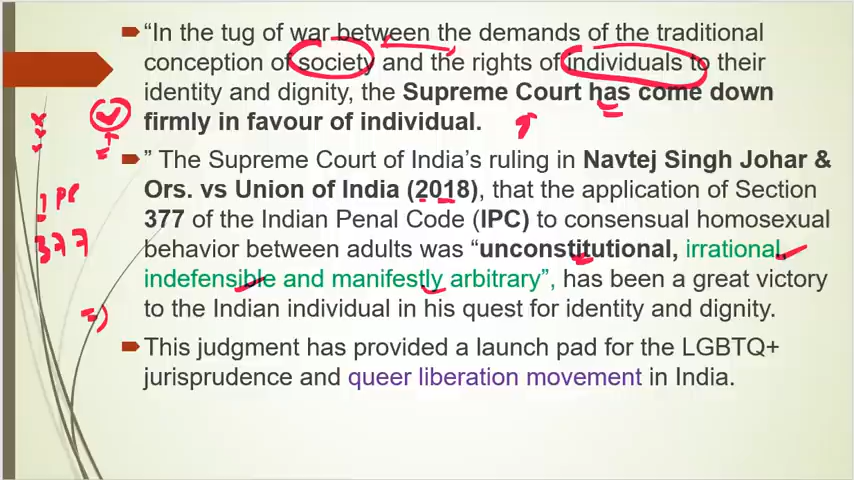 “In the tug of war between the demands of the traditional
conception of society and the rights of individuals to their
identity and dignity, the Supreme Court has come down
firmly in favour of individual.
” The Supreme Court of India’s ruling in Navtej Singh Johar &
Ors. vs Union of India (2018), that the application of Section
377 of the Indian Penal Code (IPC) to consensual homosexual
behavior between adults was “unconstitutional, irrational,
indefensible and manifestly arbitrary”, has been a great victory
to the Indian individual in his quest for identity and dignity.
This judgment has provided a launch pad for the LGBTQ+
jurisprudence and queer liberation movement in India.
IPC
377